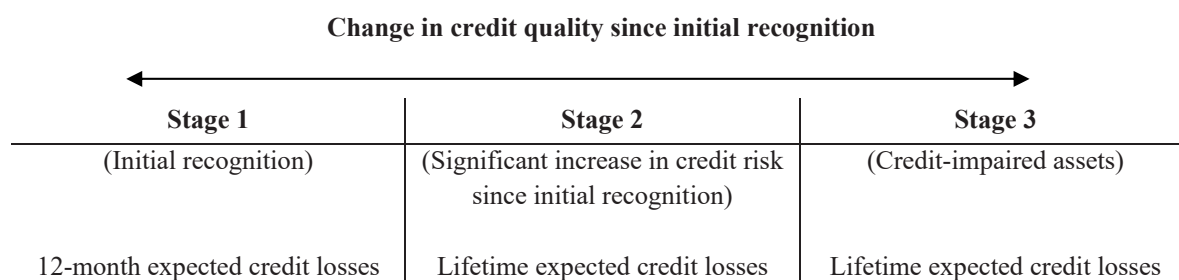 Change in credit quality since initial recognition
Stage 1 Stage 2 Stage 3
(Initial recognition) (Significant increase in credit risk (Credit-impaired assets)
since initial recognition)
12-month expected credit losses Lifetime expected credit losses Lifetime expected credit losses